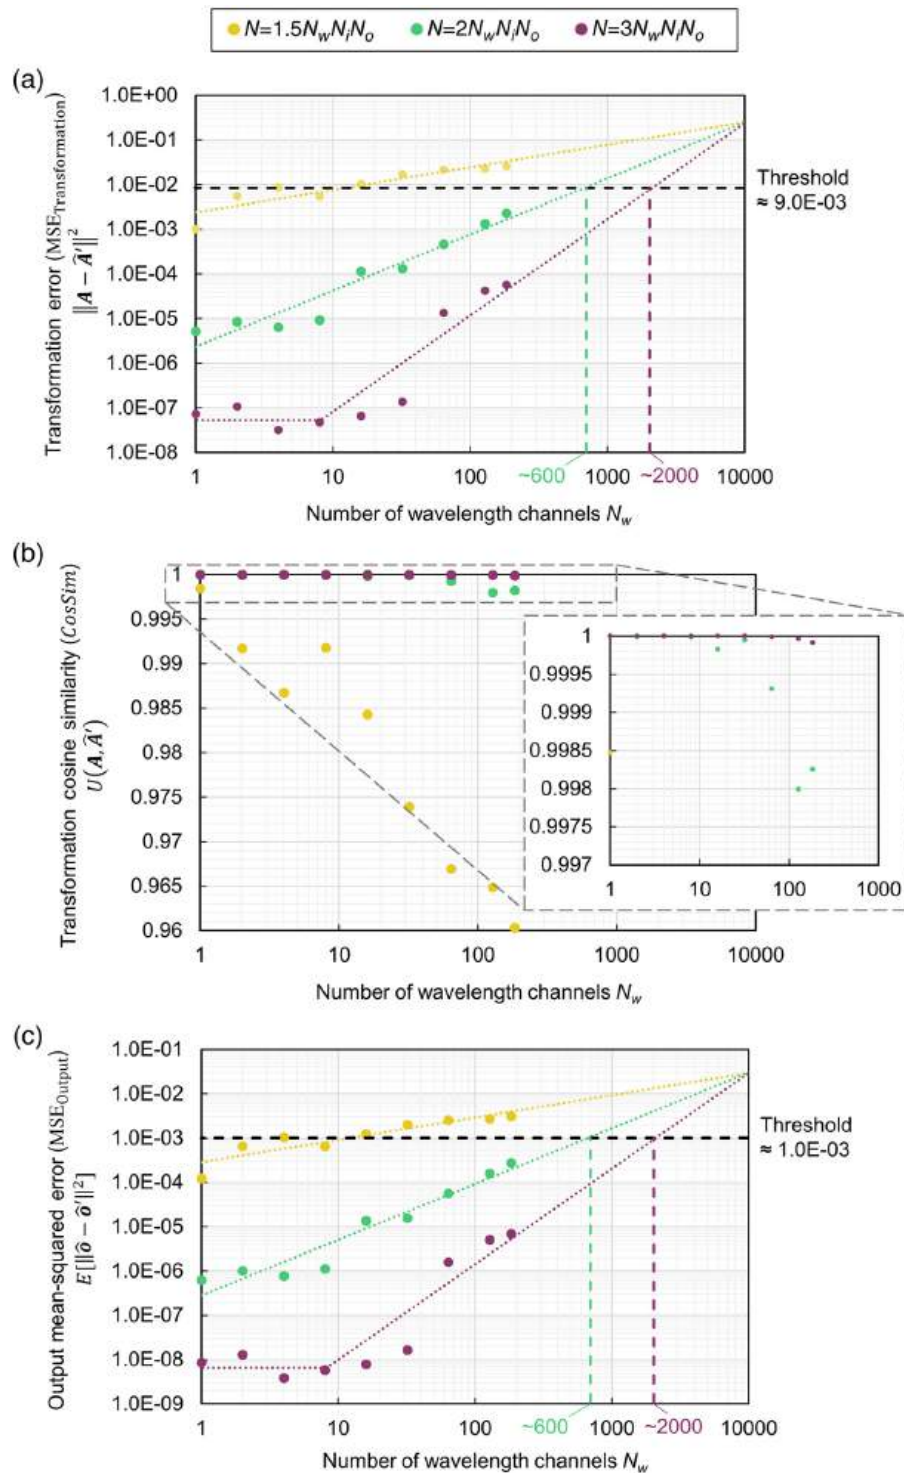 N=1.5NwNiNo N=2NwNiNo N=3NwNiNo
(a)
Transformation error (MSETransformation)
‖A − Â′‖²
1.0E+00
1.0E-01
1.0E-02
1.0E-03
1.0E-04
1.0E-05
1.0E-06
1.0E-07
1.0E-08
Threshold
≈ 9.0E-03
1 10 ~600 1000 ~2000 10000
Number of wavelength channels Nw
(b)
Transformation cosine similarity (CosSim)
U(A, Â′)
1
0.995
0.99
0.985
0.98
0.975
0.97
0.965
0.96
1 10 100 1000 10000
1
0.9995
0.999
0.9985
0.998
0.9975
0.997
1 10 100 1000
Number of wavelength channels Nw
(c)
Output mean-squared error (MSEOutput)
E[‖ô − ô′‖²]
1.0E-01
1.0E-02
1.0E-03
1.0E-04
1.0E-05
1.0E-06
1.0E-07
1.0E-08
1.0E-09
Threshold
≈ 1.0E-03
1 10 100 ~600 1000 ~2000 10000
Number of wavelength channels Nw